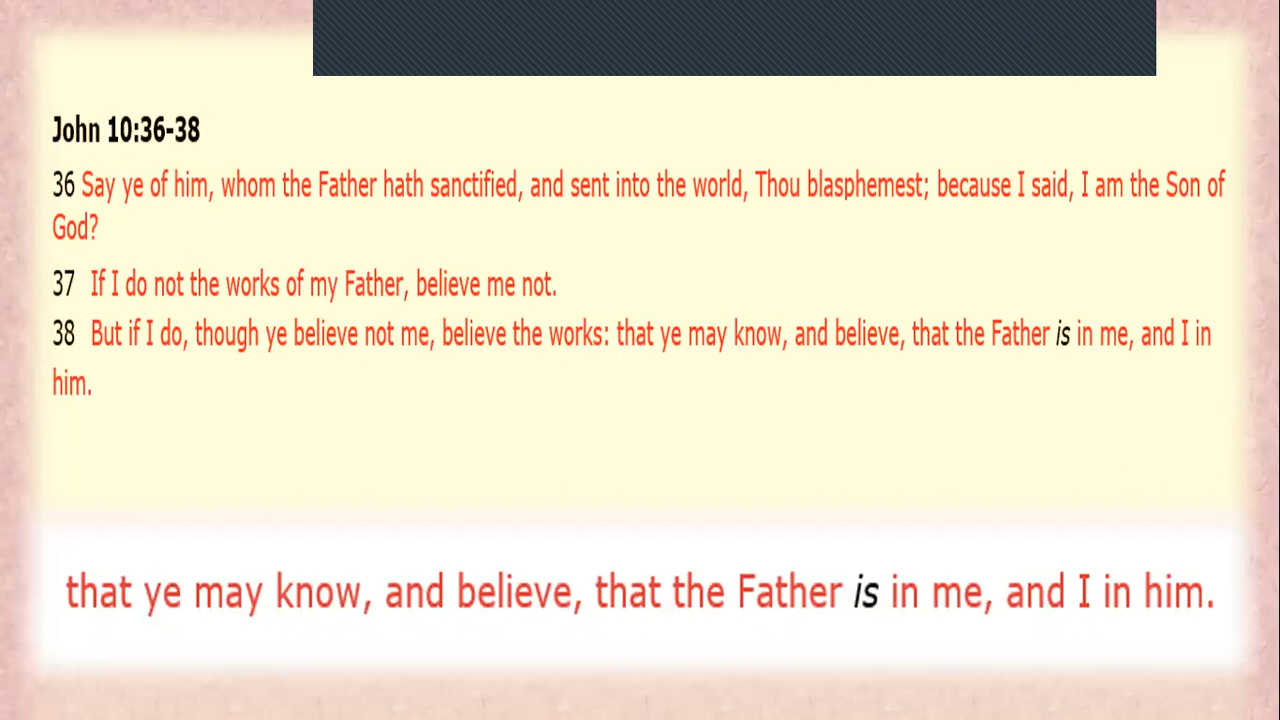 John 10:36-38
36 Say ye of him, whom the Father hath sanctified, and sent into the world, Thou blasphemest; because I said, I am the Son of
God?
37 If I do not the works of my Father, believe me not.
38 But if I do, though ye believe not me, believe the works: that ye may know, and believe, that the Father is in me, and I in
him.
that ye may know, and believe, that the Father is in me, and I in him.